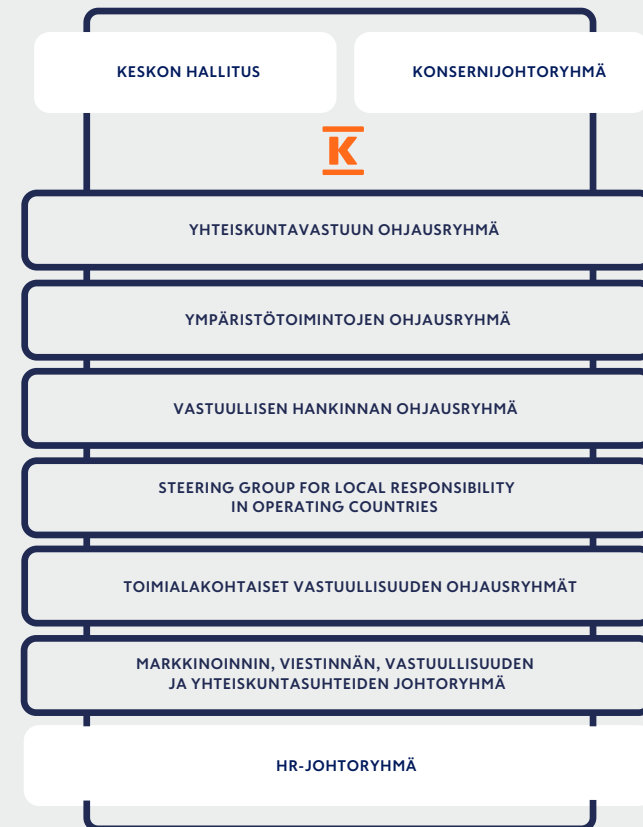 KESKON HALLITUS
KONSERNIJOHTORYHMÄ
K
YHTEISKUNTAVASTUUN OHJAUSRYHMÄ
YMPÄRISTÖTOIMINTOJEN OHJAUSRYHMÄ
VASTUULLISEN HANKINNAN OHJAUSRYHMÄ
STEERING GROUP FOR LOCAL RESPONSIBILITY
IN OPERATING COUNTRIES
TOIMIALAKOHTAISET VASTUULLISUUDEN OHJAUSRYHMÄT
MARKKINOINNIN, VIESTINNÄN, VASTUULLISUUDEN
JA YHTEISKUNTASUHTEIDEN JOHTORYHMÄ
HR-JOHTORYHMÄ